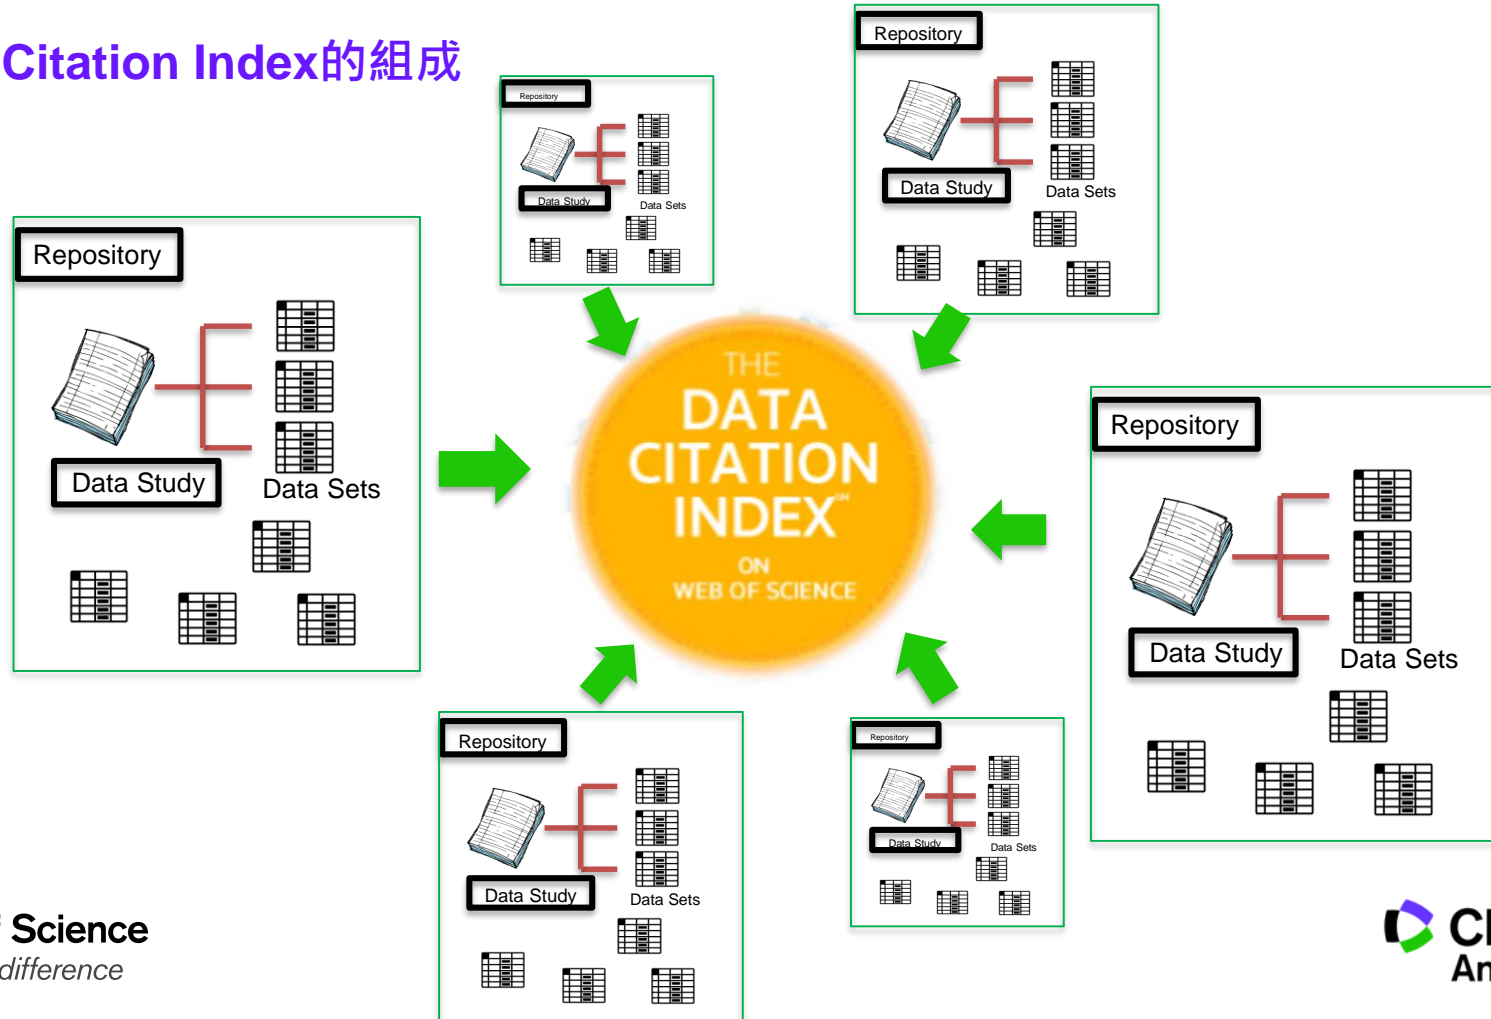 Citation Index的組成
Repository
Data Study
Data Sets
Repository
Data Study
Data Sets
Repository
Data Study
Data Sets
THE
DATA
CITATION
INDEX℠
ON
WEB OF SCIENCE
Repository
Data Study
Data Sets
Repository
Data Study
Data Sets
Repository
Data Study
Data Sets
Science
difference